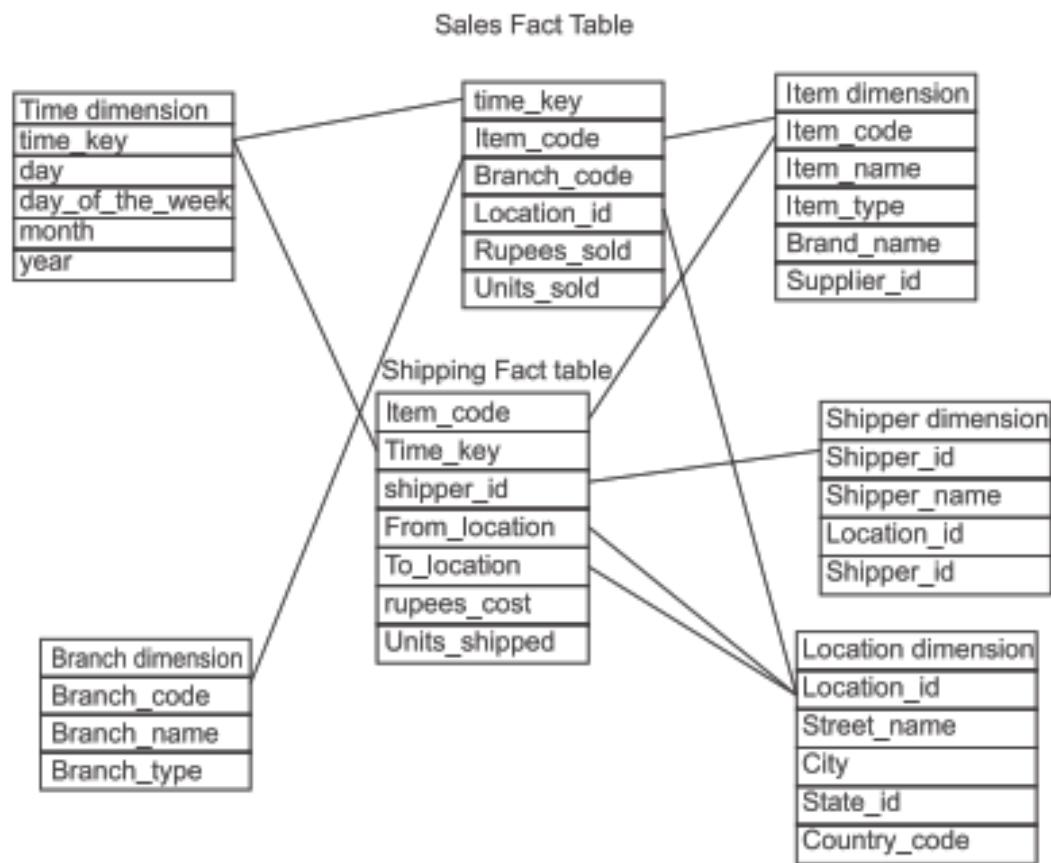 Sales Fact Table
Time dimension
time_key
day
day_of_the_week
month
year
time_key
Item_code
Branch_code
Location_id
Rupees_sold
Units_sold
Item dimension
Item_code
Item_name
Item_type
Brand_name
Supplier_id
Shipping Fact table
Item_code
Time_key
shipper_id
From_location
To_location
rupees_cost
Units_shipped
Shipper dimension
Shipper_id
Shipper_name
Location_id
Shipper_id
Branch dimension
Branch_code
Branch_name
Branch_type
Location dimension
Location_id
Street_name
City
State_id
Country_code